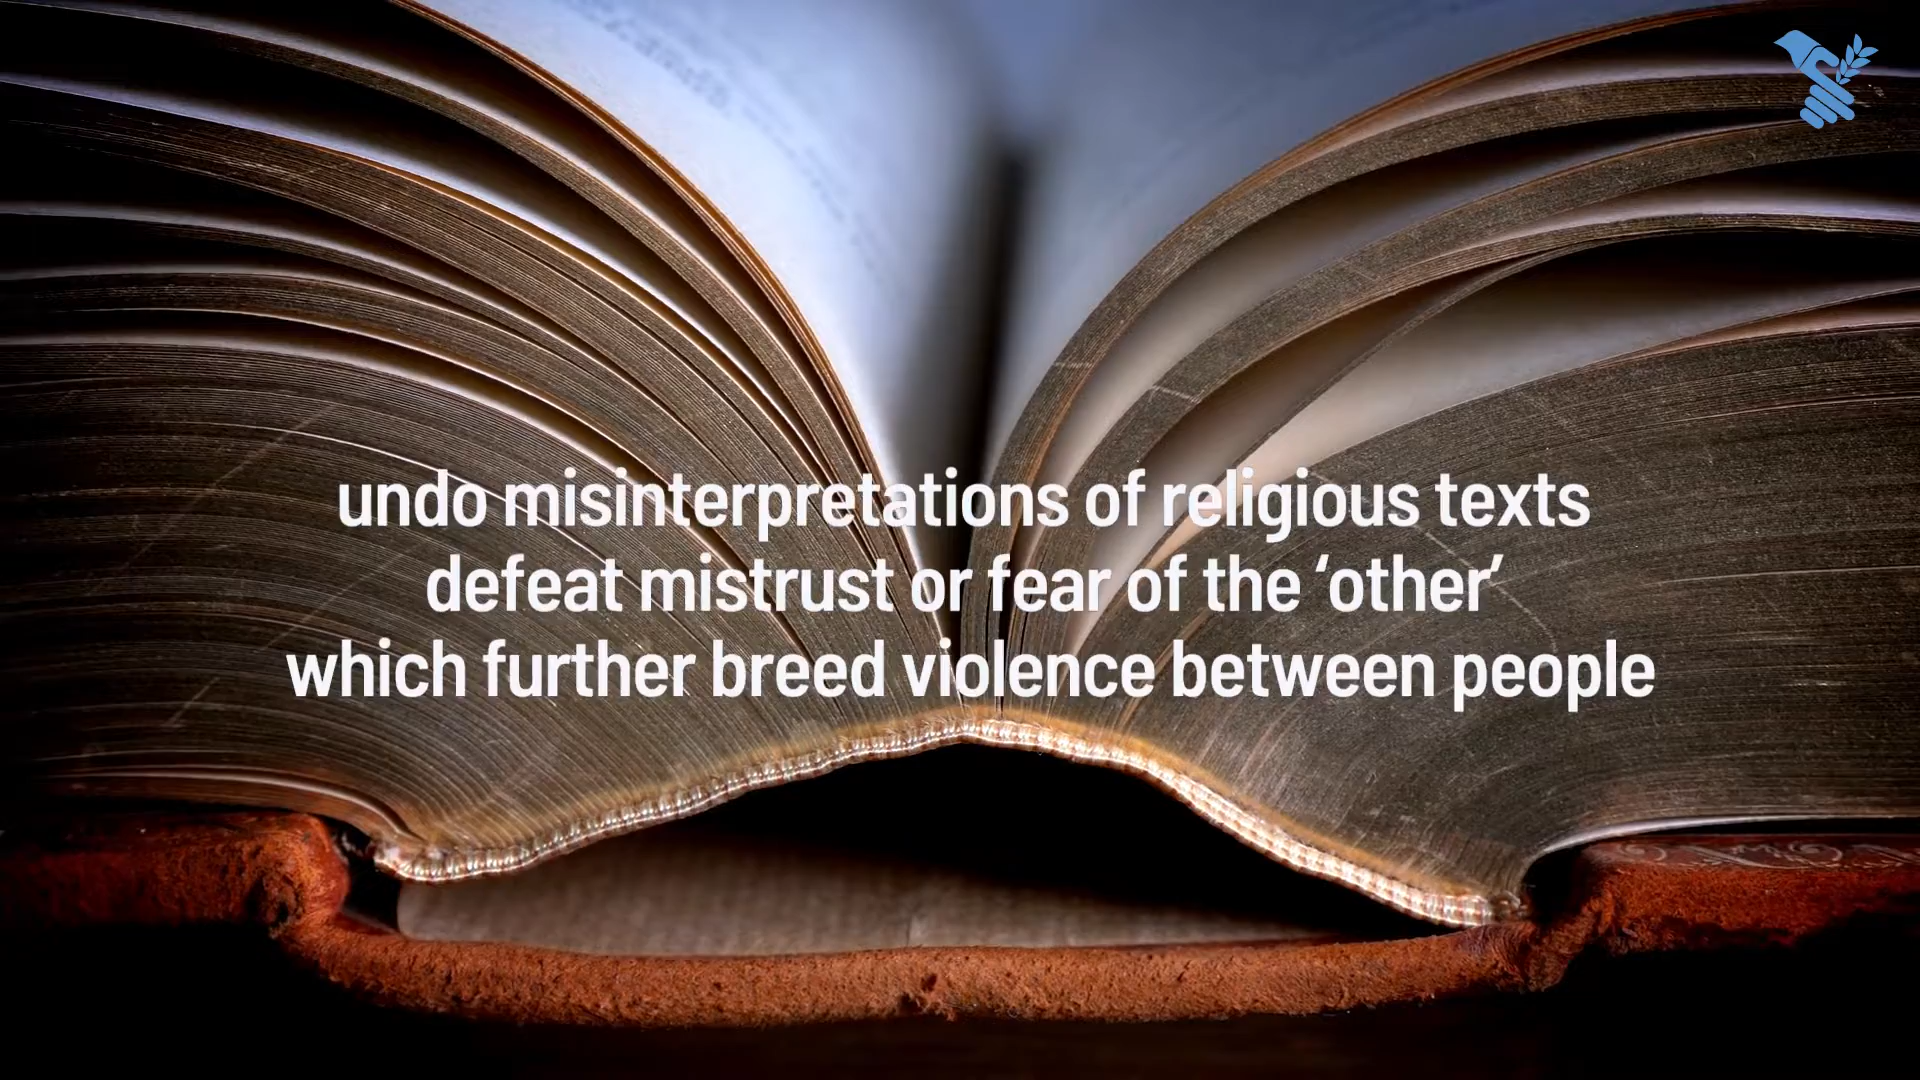 undo misinterpretations of religious texts
defeat mistrust or fear of the ‘other’
which further breed violence between people